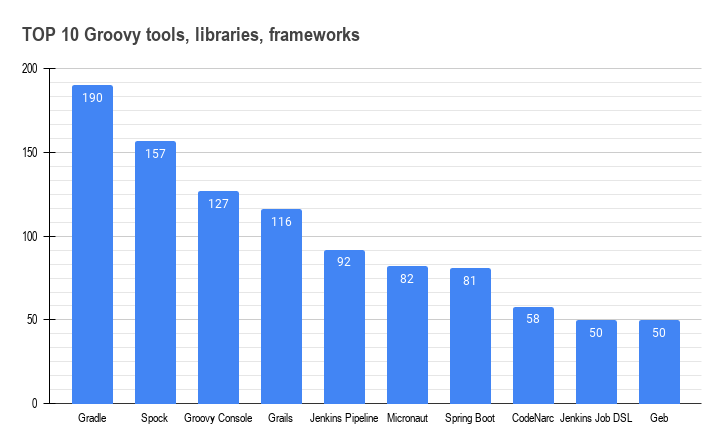 TOP 10 Groovy tools, libraries, frameworks
200
150
100
50
0
190
157
127
116
92
82
81
58
50
50
Gradle
Spock
Groovy Console
Grails
Jenkins Pipeline
Micronaut
Spring Boot
CodeNarc
Jenkins Job DSL
Geb